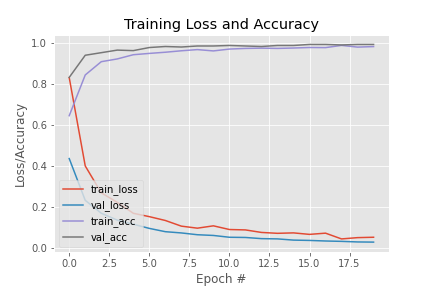 Training Loss and Accuracy
1.0
0.8
0.6
0.4
0.2
0.0
Loss/Accuracy
train_loss
val_loss
train_acc
val_acc
0.0 2.5 5.0 7.5 10.0 12.5 15.0 17.5
Epoch #